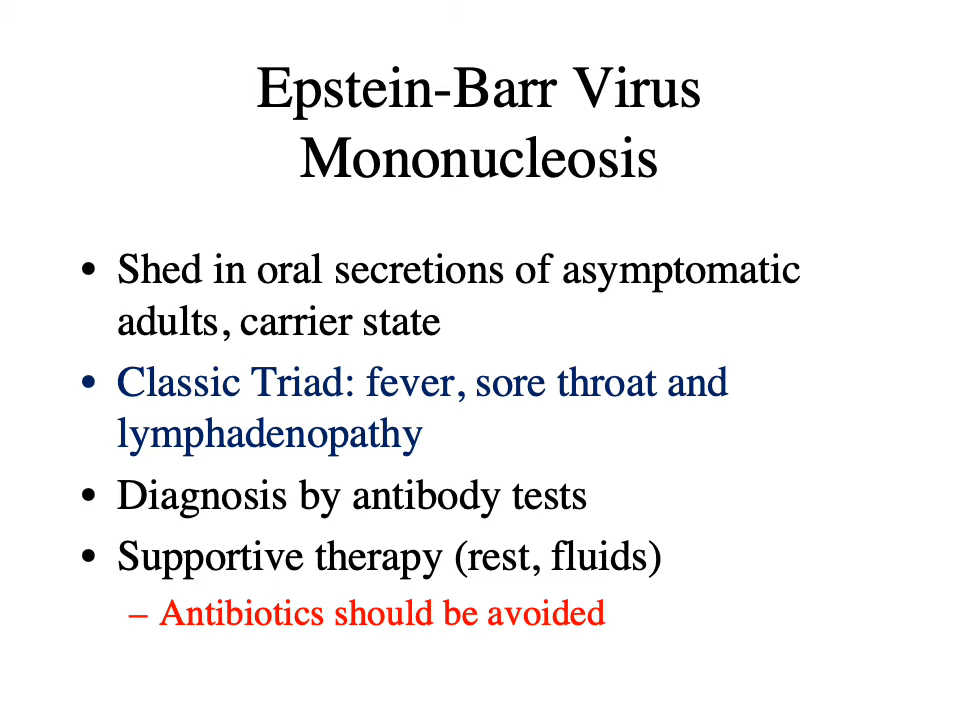 Epstein-Barr Virus
Mononucleosis
• Shed in oral secretions of asymptomatic
adults, carrier state
• Classic Triad: fever, sore throat and
lymphadenopathy
• Diagnosis by antibody tests
• Supportive therapy (rest, fluids)
– Antibiotics should be avoided